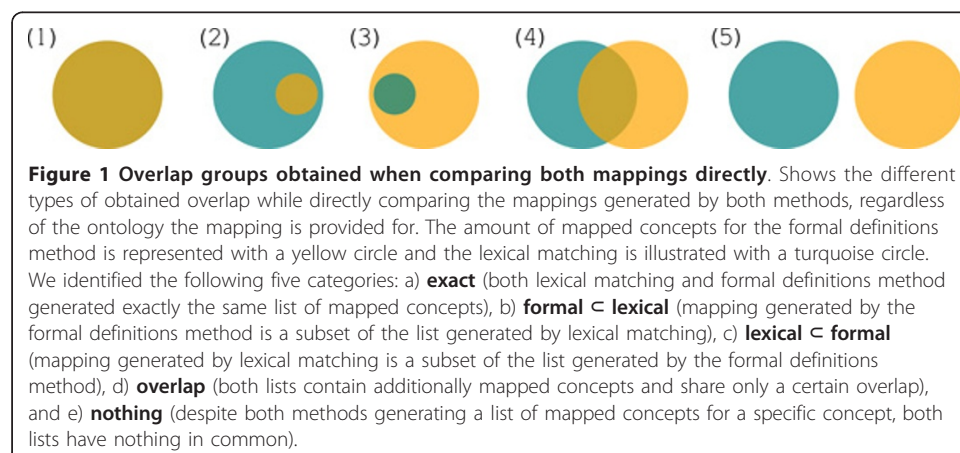 (1) (2) (3) (4) (5)
Figure 1 Overlap groups obtained when comparing both mappings directly. Shows the different
types of obtained overlap while directly comparing the mappings generated by both methods, regardless
of the ontology the mapping is provided for. The amount of mapped concepts for the formal definitions
method is represented with a yellow circle and the lexical matching is illustrated with a turquoise circle.
We identified the following five categories: a) exact (both lexical matching and formal definitions method
generated exactly the same list of mapped concepts), b) formal ⊂ lexical (mapping generated by the
formal definitions method is a subset of the list generated by lexical matching), c) lexical ⊂ formal
(mapping generated by lexical matching is a subset of the list generated by the formal definitions
method), d) overlap (both lists contain additionally mapped concepts and share only a certain overlap),
and e) nothing (despite both methods generating a list of mapped concepts for a specific concept, both
lists have nothing in common).